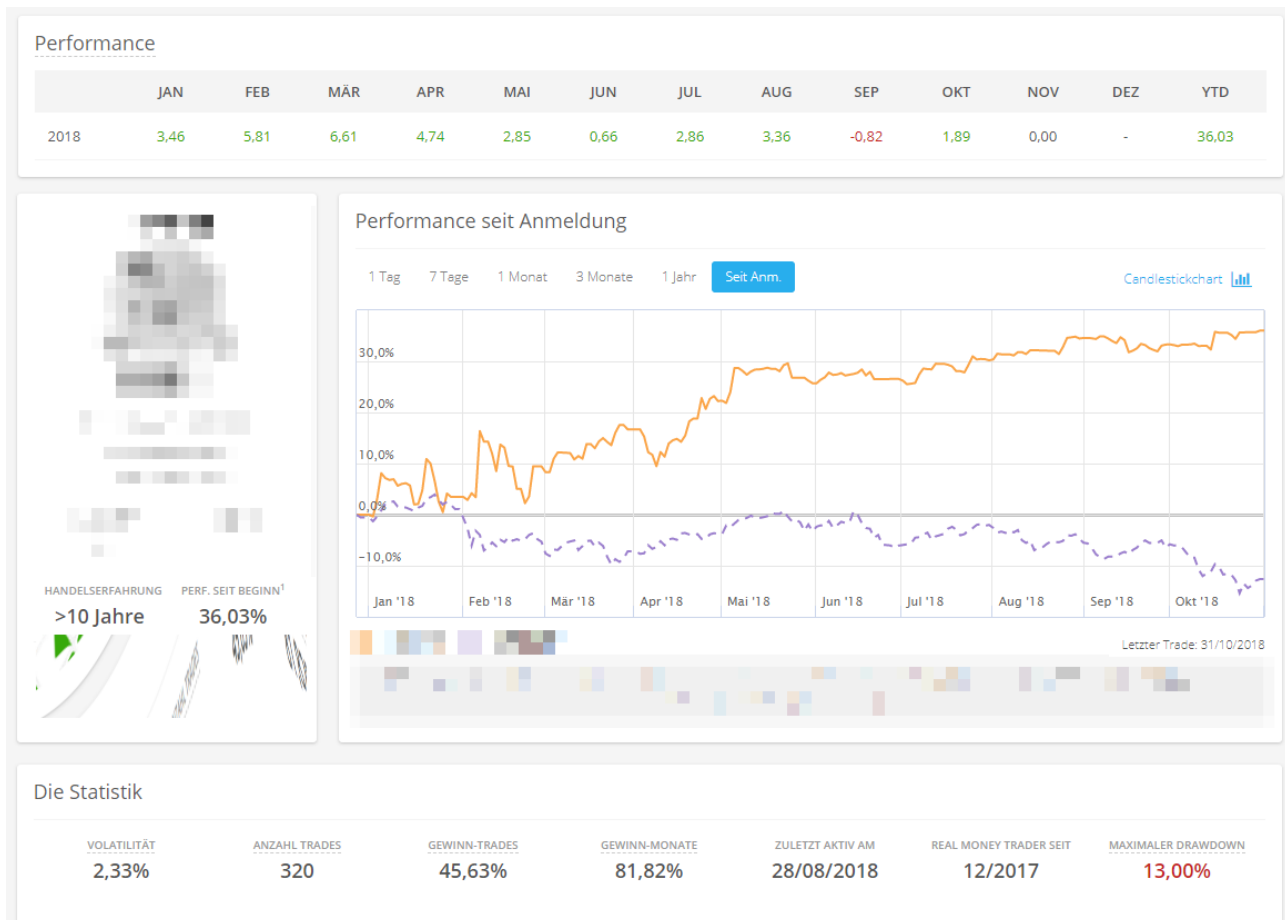 Performance
JAN FEB MÄR APR MAI JUN JUL AUG SEP OKT NOV DEZ YTD
2018 3,46 5,81 6,61 4,74 2,85 0,66 2,86 3,36 -0,82 1,89 0,00 - 36,03
Performance seit Anmeldung
1 Tag 7 Tage 1 Monat 3 Monate 1 Jahr Seit Anm. Candlestickchart
30,0%
20,0%
10,0%
0,0%
-10,0%
Jan '18 Feb '18 Mär '18 Apr '18 Mai '18 Jun '18 Jul '18 Aug '18 Sep '18 Okt '18
Letzter Trade: 31/10/2018
HANDELSERFAHRUNG PERF. SEIT BEGINN1
>10 Jahre 36,03%
Die Statistik
VOLATILITÄT ANZAHL TRADES GEWINN-TRADES GEWINN-MONATE ZULETZT AKTIV AM REAL MONEY TRADER SEIT MAXIMALER DRAWDOWN
2,33% 320 45,63% 81,82% 28/08/2018 12/2017 13,00%